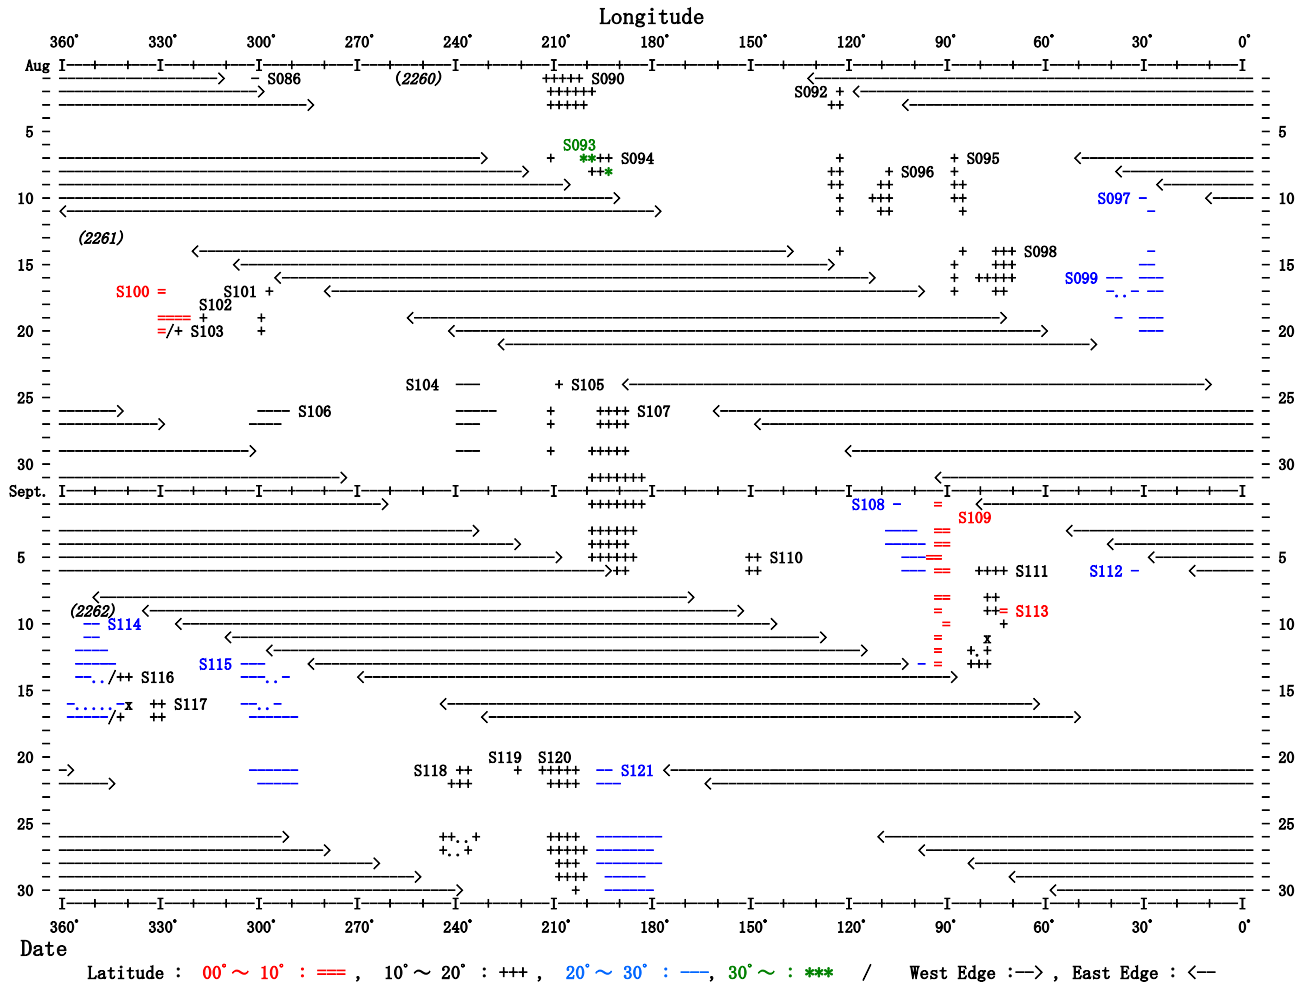 Longitude
360° 330° 300° 270° 240° 210° 180° 150° 120° 90° 60° 30° 0°
Aug
S086 (2260) S090
S092
5 5
S093
S094 S095
S096
10 S097 10
(2261)
S098
15 15
S099
S100 S101
S102
20 S103 20
S104 S105
25 25
S106 S107
30 30
Sept.
S108
S109
5 S110 5
S111 S112
(2262) S113
10 S114 10
S115
S116
15 15
S117
20 S119 S120 20
S118 S121
25 25
30 30
360° 330° 300° 270° 240° 210° 180° 150° 120° 90° 60° 30° 0°
Date
Latitude : 00°～ 10° : ===, 10°～ 20° : +++, 20°～ 30° : ---, 30°～ : *** / West Edge :--> , East Edge : <--